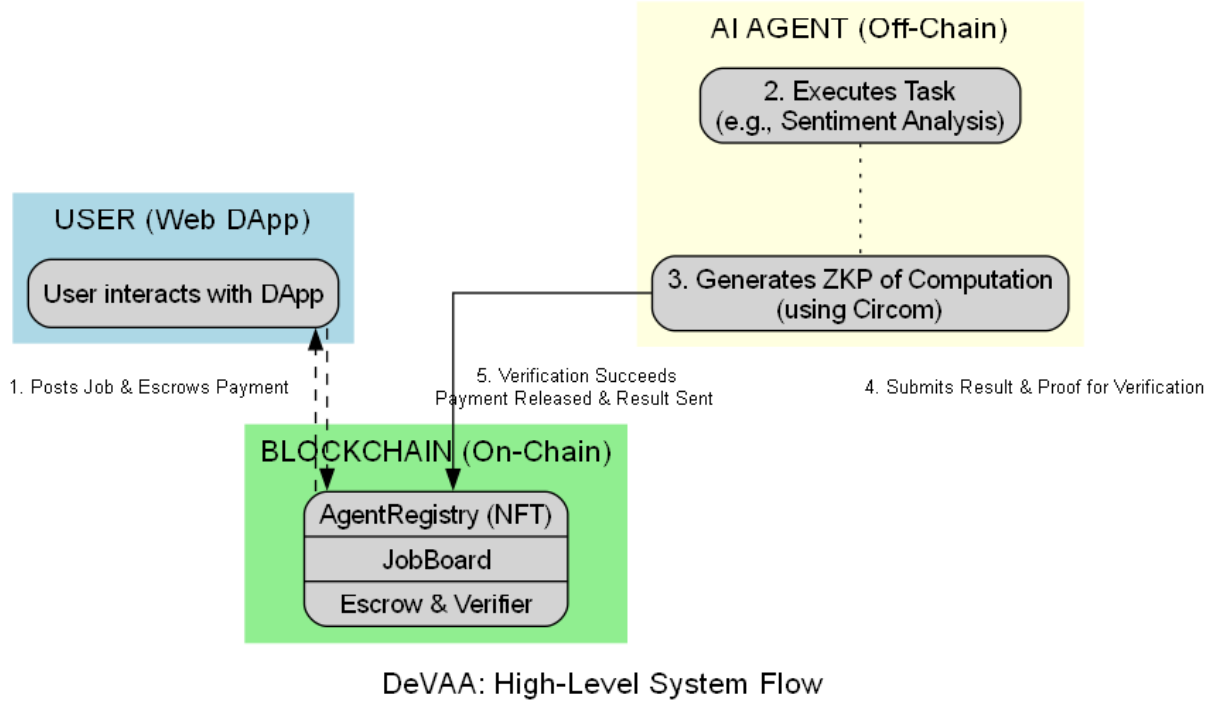 AI AGENT (Off-Chain)
2. Executes Task
(e.g., Sentiment Analysis)
USER (Web DApp)
User interacts with DApp
3. Generates ZKP of Computation
(using Circom)
1. Posts Job & Escrows Payment
5. Verification Succeeds
Payment Released & Result Sent
4. Submits Result & Proof for Verification
BLOCKCHAIN (On-Chain)
AgentRegistry (NFT)
JobBoard
Escrow & Verifier
DeVAA: High-Level System Flow